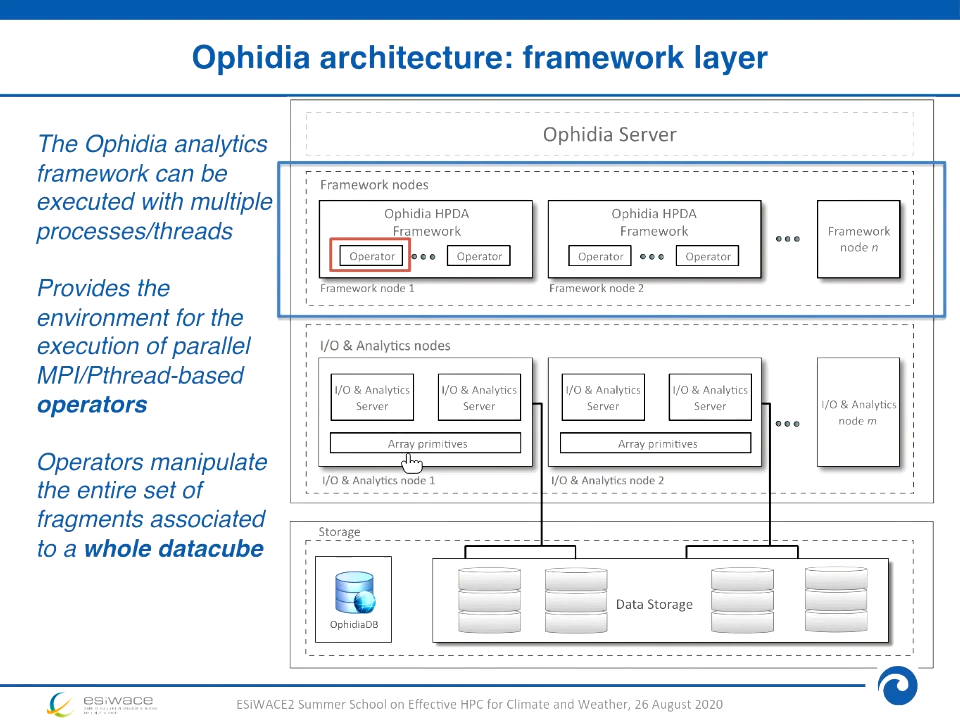 Ophidia architecture: framework layer
The Ophidia analytics
framework can be
executed with multiple
processes/threads
Provides the
environment for the
execution of parallel
MPI/Pthread-based
operators
Operators manipulate
the entire set of
fragments associated
to a whole datacube
Ophidia Server
Framework nodes
Ophidia HPDA
Framework
Operator
Operator
Framework node 1
Ophidia HPDA
Framework
Operator
Operator
Framework node 2
Framework
node n
I/O & Analytics nodes
I/O & Analytics
Server
I/O & Analytics
Server
Array primitives
I/O & Analytics node 1
I/O & Analytics
Server
I/O & Analytics
Server
Array primitives
I/O & Analytics node 2
I/O & Analytics
node m
Storage
OphidiaDB
Data Storage
esiwace
ESiWACE2 Summer School on Effective HPC for Climate and Weather, 26 August 2020